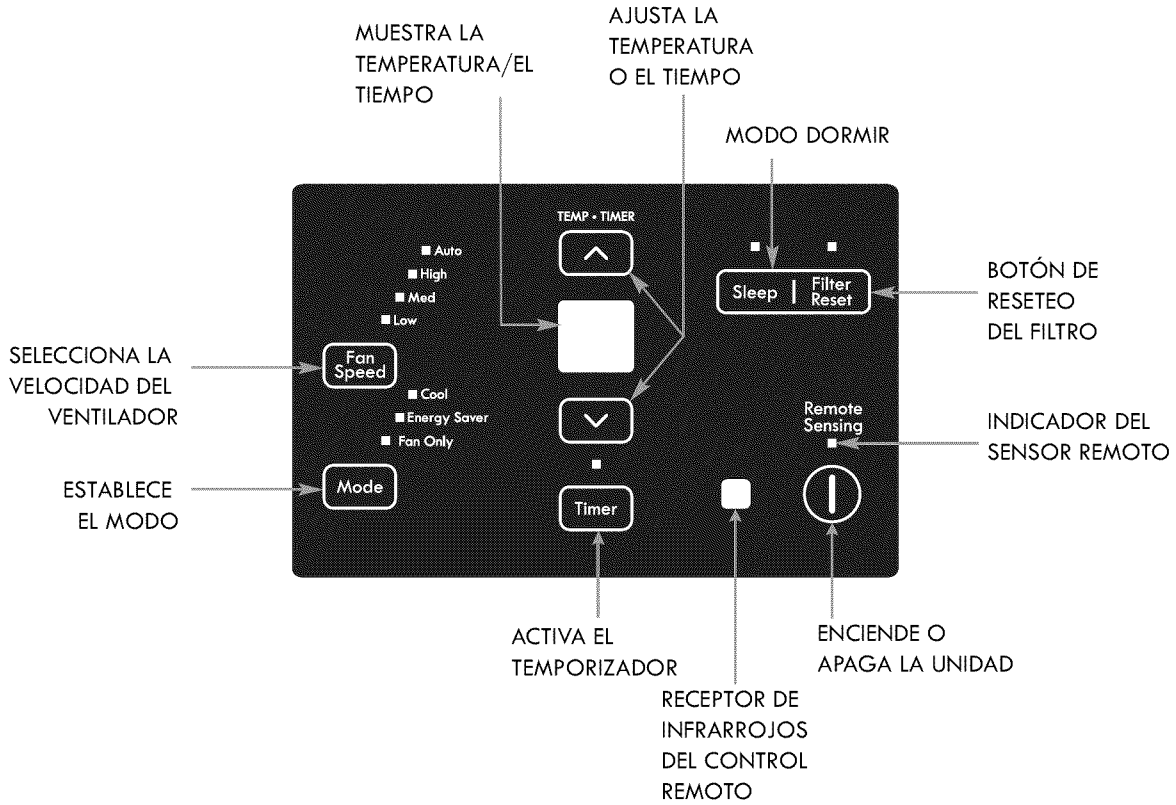 MUESTRA LA
TEMPERATURA/EL
TIEMPO
AJUSTA LA
TEMPERATURA
O EL TIEMPO
MODO DORMIR
TEMP • TIMER
Auto
High
Med
Low
Fan
Speed
Cool
Energy Saver
Fan Only
Mode
Timer
Sleep
Filter
Reset
Remote
Sensing
BOTÓN DE
RESETEO
DEL FILTRO
SELECCIONA LA
VELOCIDAD DEL
VENTILADOR
INDICADOR DEL
SENSOR REMOTO
ESTABLECE
EL MODO
ACTIVA EL
TEMPORIZADOR
RECEPTOR DE
INFRARROJOS
DEL CONTROL
REMOTO
ENCIENDE O
APAGA LA UNIDAD